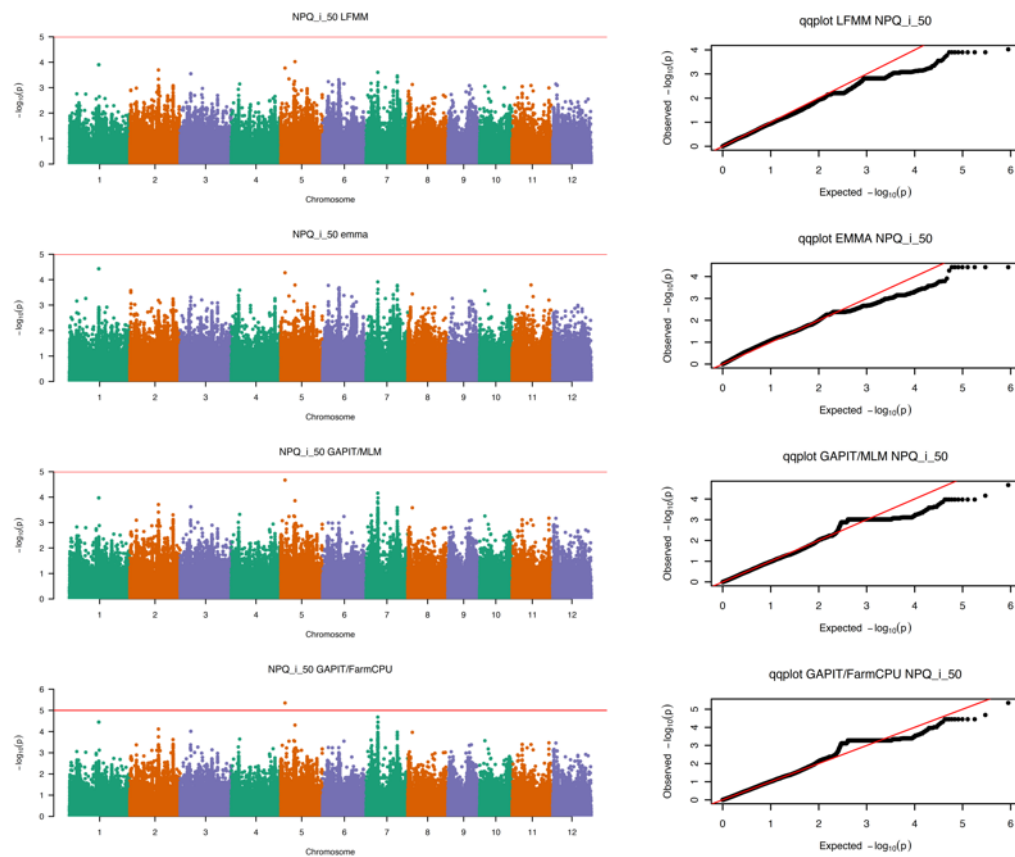 NPQ_i_50 LFMM
5
4
3
2
1
0
−log₁₀(p)
1 2 3 4 5 6 7 8 9 10 11 12
Chromosome
qqplot LFMM NPQ_i_50
4
3
2
1
0
Observed −log₁₀(p)
0 1 2 3 4 5 6
Expected −log₁₀(p)
NPQ_i_50 emma
5
4
3
2
1
0
−log₁₀(p)
1 2 3 4 5 6 7 8 9 10 11 12
Chromosome
qqplot EMMA NPQ_i_50
4
3
2
1
0
Observed −log₁₀(p)
0 1 2 3 4 5 6
Expected −log₁₀(p)
NPQ_i_50 GAPIT/MLM
5
4
3
2
1
0
−log₁₀(p)
1 2 3 4 5 6 7 8 9 10 11 12
Chromosome
qqplot GAPIT/MLM NPQ_i_50
4
3
2
1
0
Observed −log₁₀(p)
0 1 2 3 4 5 6
Expected −log₁₀(p)
NPQ_i_50 GAPIT/FarmCPU
6
5
4
3
2
1
0
−log₁₀(p)
1 2 3 4 5 6 7 8 9 10 11 12
Chromosome
qqplot GAPIT/FarmCPU NPQ_i_50
5
4
3
2
1
0
Observed −log₁₀(p)
0 1 2 3 4 5 6
Expected −log₁₀(p)